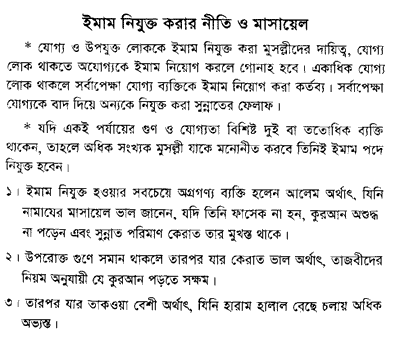 ইমাম নিযুক্ত করার নীতি ও মাসায়েল
* যোগ্য ও উপযুক্ত লোককে ইমাম নিযুক্ত করা মুসল্লীদের দায়িত্ব, যোগ্য
লোক থাকতে অযোগ্যকে ইমাম নিয়োগ করলে গোনাহ হবে। একাধিক যোগ্য
লোক থাকলে সর্বাপেক্ষা যোগ্য ব্যক্তিকে ইমাম নিয়োগ করা কর্তব্য। সর্বাপেক্ষা
যোগ্যকে বাদ দিয়ে অন্যকে নিযুক্ত করা সুন্নাতের ফেলাফ।
* যদি একই পর্যায়ের গুণ ও যোগ্যতা বিশিষ্ট দুই বা ততোধিক ব্যক্তি
থাকেন, তাহলে অধিক সংখ্যক মুসল্লী যাকে মনোনীত করবে তিনিই ইমাম পদে
নিযুক্ত হবেন।
১। ইমাম নিযুক্ত হওয়ার সবচেয়ে অগ্রগণ্য ব্যক্তি হলেন আলেম অর্থাৎ, যিনি
নামাযের মাসায়েল ভাল জানেন, যদি তিনি ফাসেক না হন, কুরআন অশুদ্ধ
না পড়েন এবং সুন্নাত পরিমাণ কেরাত তার মুখস্ত থাকে।
২। উপরোক্ত গুণে সমান থাকলে তারপর যার কেরাত ভাল অর্থাৎ, তাজবীদের
নিয়ম অনুযায়ী যে কুরআন পড়তে সক্ষম।
৩। তারপর যার তাকওয়া বেশী অর্থাৎ, যিনি হারাম হালাল বেছে চলায় অধিক
অভ্যস্ত।